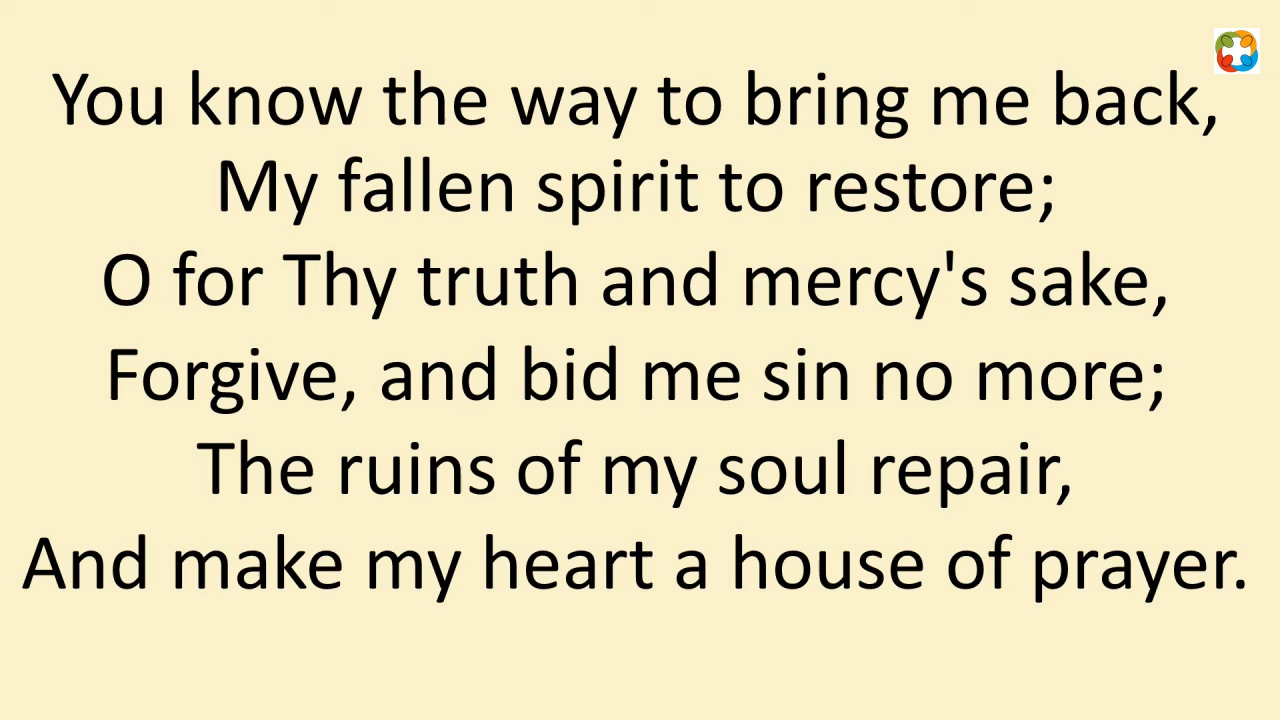 You know the way to bring me back,
My fallen spirit to restore;
O for Thy truth and mercy's sake,
Forgive, and bid me sin no more;
The ruins of my soul repair,
And make my heart a house of prayer.